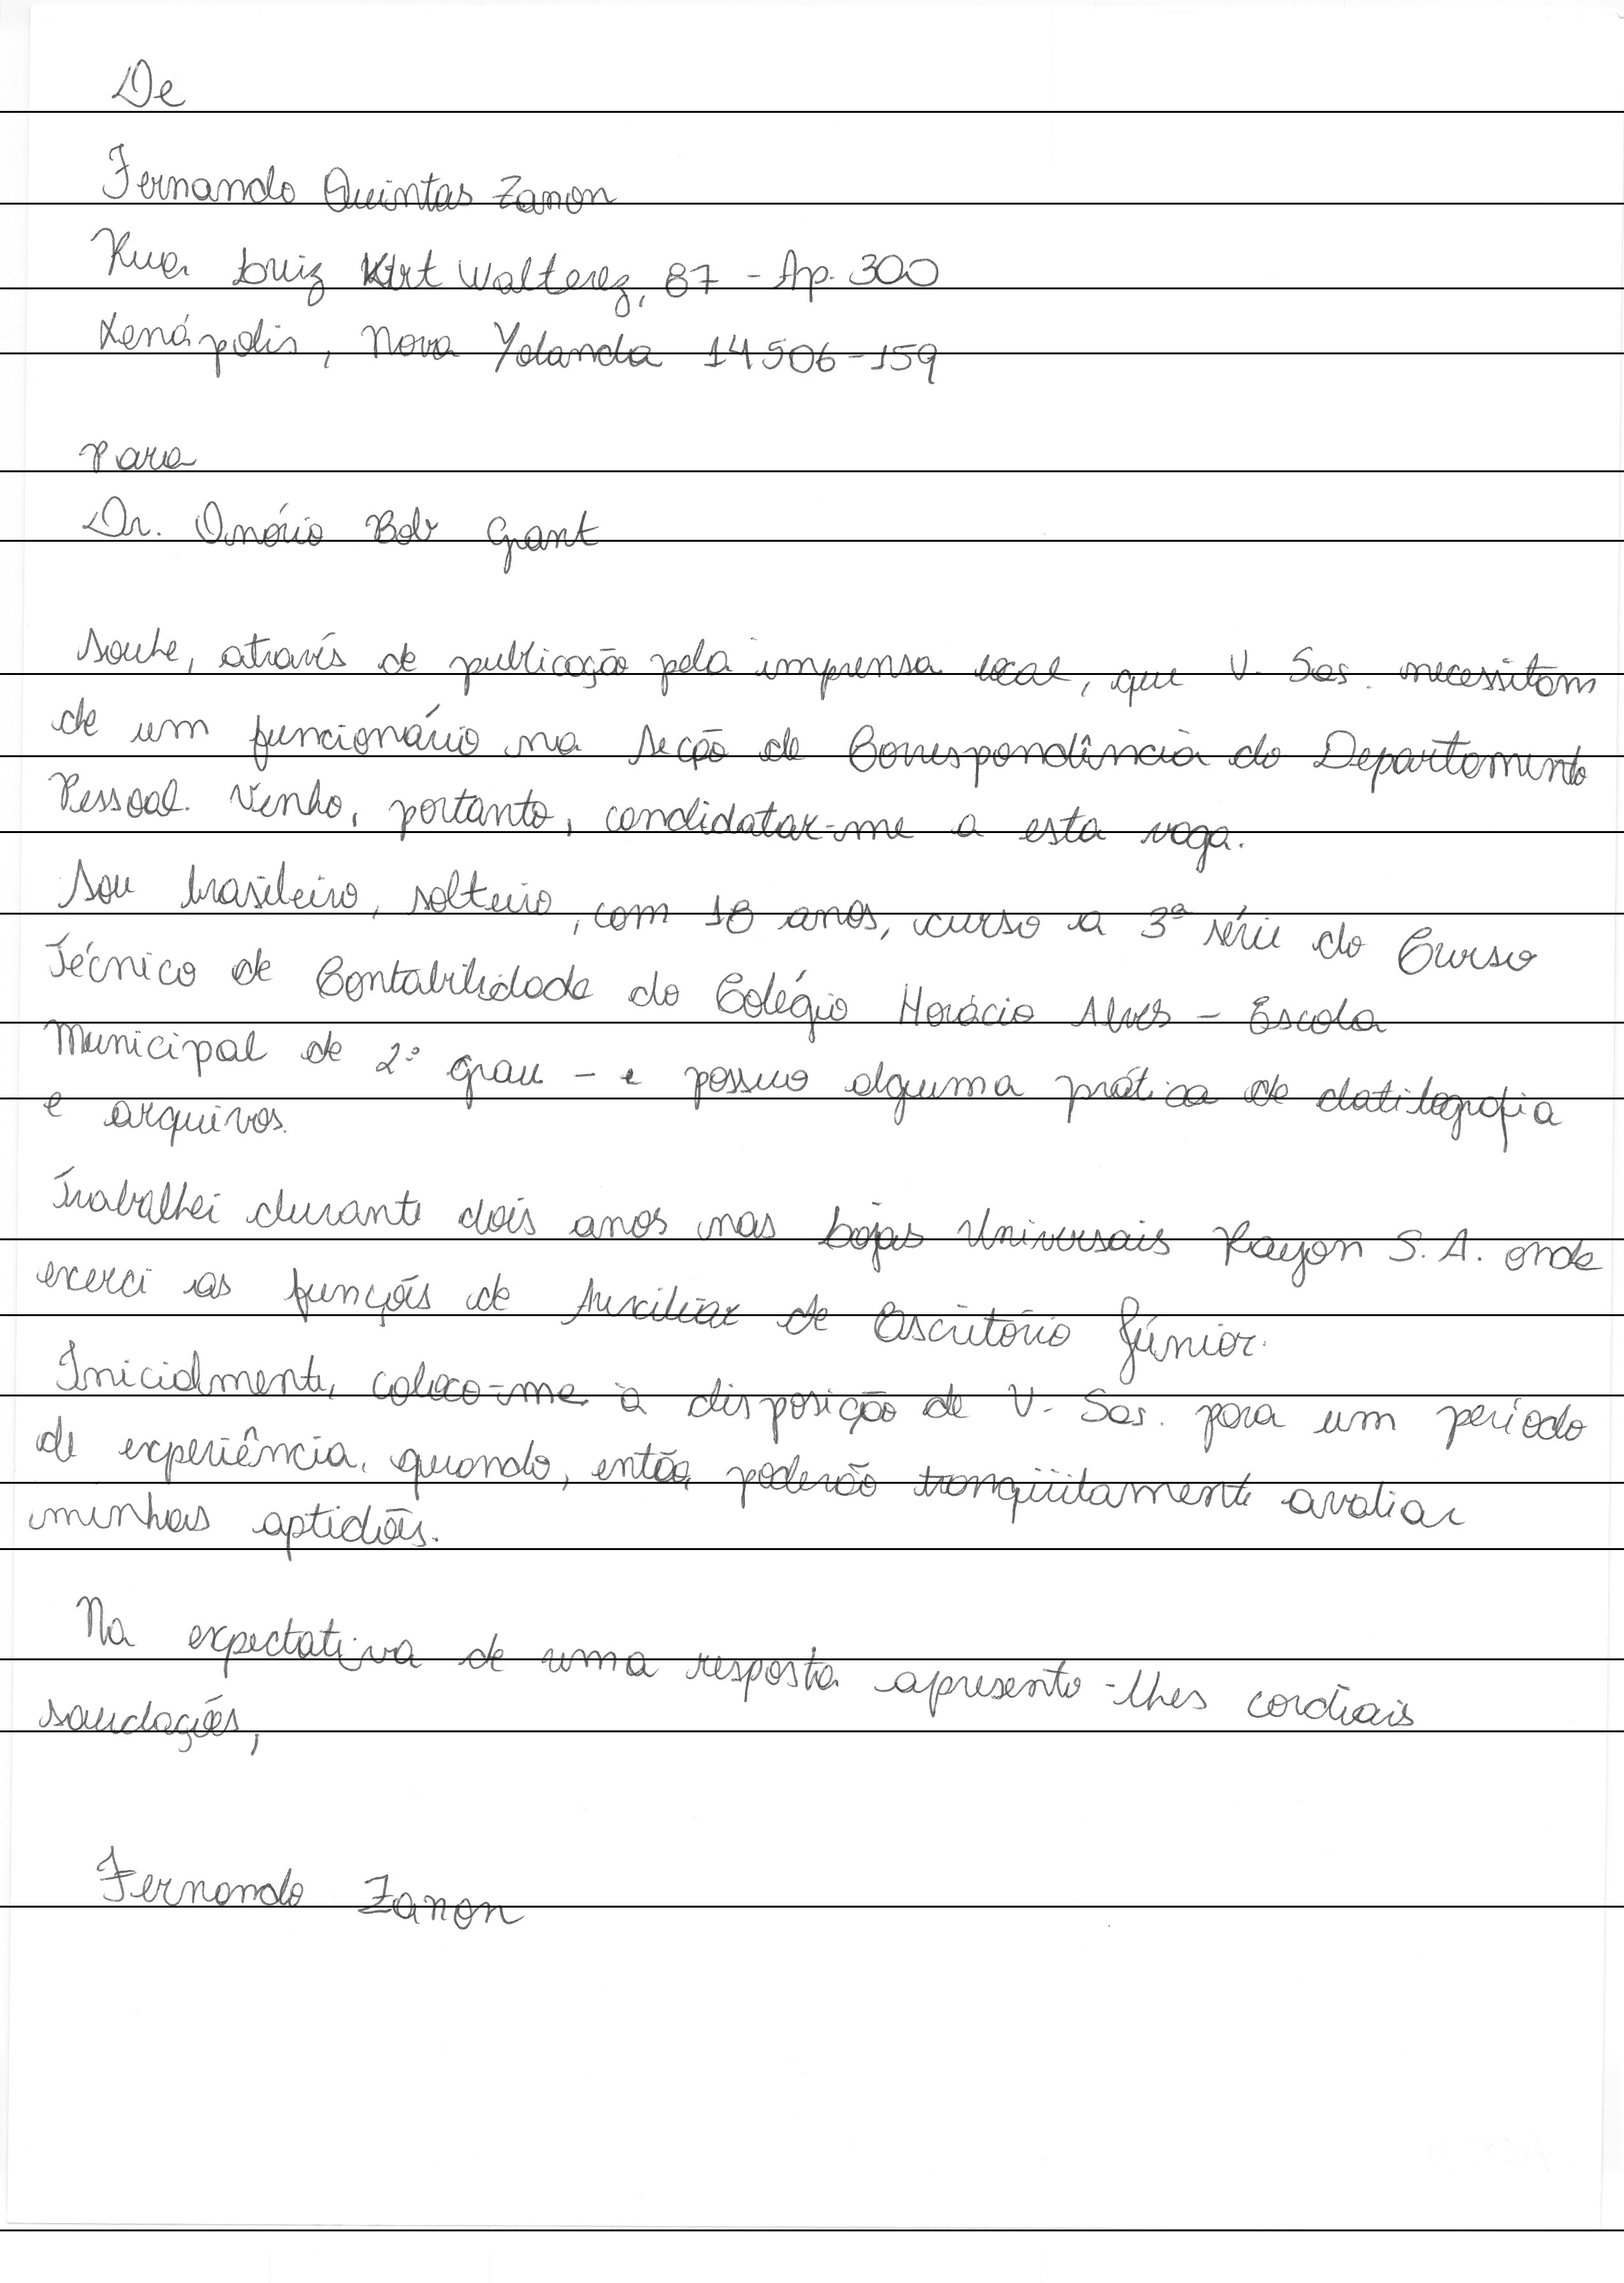 De
Fernando Quintas Zanon
Rua Luiz Kirt Walterez, 87 - Ap. 300
Xenápolis, Nova Yolanda 14506-159
Para
Dr. Onório Bob Grant
Soube, através de publicação pela imprensa local, que V. Sas. necessitam
de um funcionário na Seção de Correspondência do Departamento
Pessoal. Venho, portanto, candidatar-me a esta vaga.
Sou brasileiro, solteiro, com 18 anos, curso a 3ª série do Curso
Técnico de Contabilidade do Colégio Horácio Alves - Escola
Municipal de 2º grau - e possuo alguma prática de datilografia
e arquivos.
Trabalhei durante dois anos nas Lojas Universais Rayon S. A. onde
exerci as funções de Auxiliar de Escritório Júnior.
Inicialmente, coloco-me à disposição de V. Sas. para um período
de experiência, quando, então, poderão tranqüilamente avaliar
minhas aptidões.
Na expectativa de uma resposta apresento-lhes cordiais
saudações,
Fernando Zanon